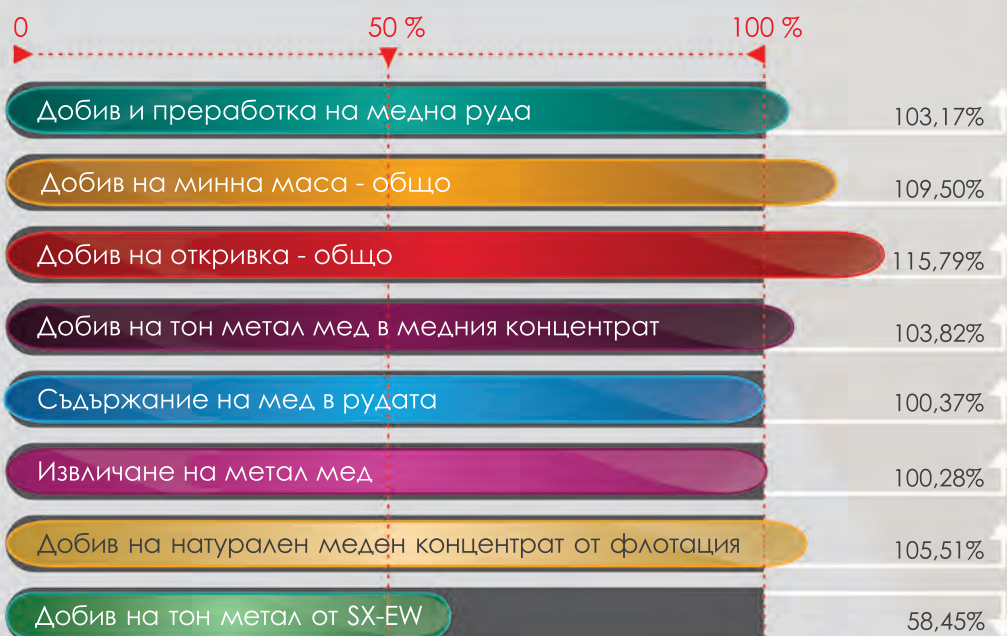 0 50 % 100 %
Добив и преработка на медна руда 103,17%
Добив на минна маса - общо 109,50%
Добив на откривка - общо 115,79%
Добив на тон метал мед в медния концентрат 103,82%
Съдържание на мед в рудата 100,37%
Извличане на метал мед 100,28%
Добив на натурален меден концентрат от флотация 105,51%
Добив на тон метал от SX-EW 58,45%